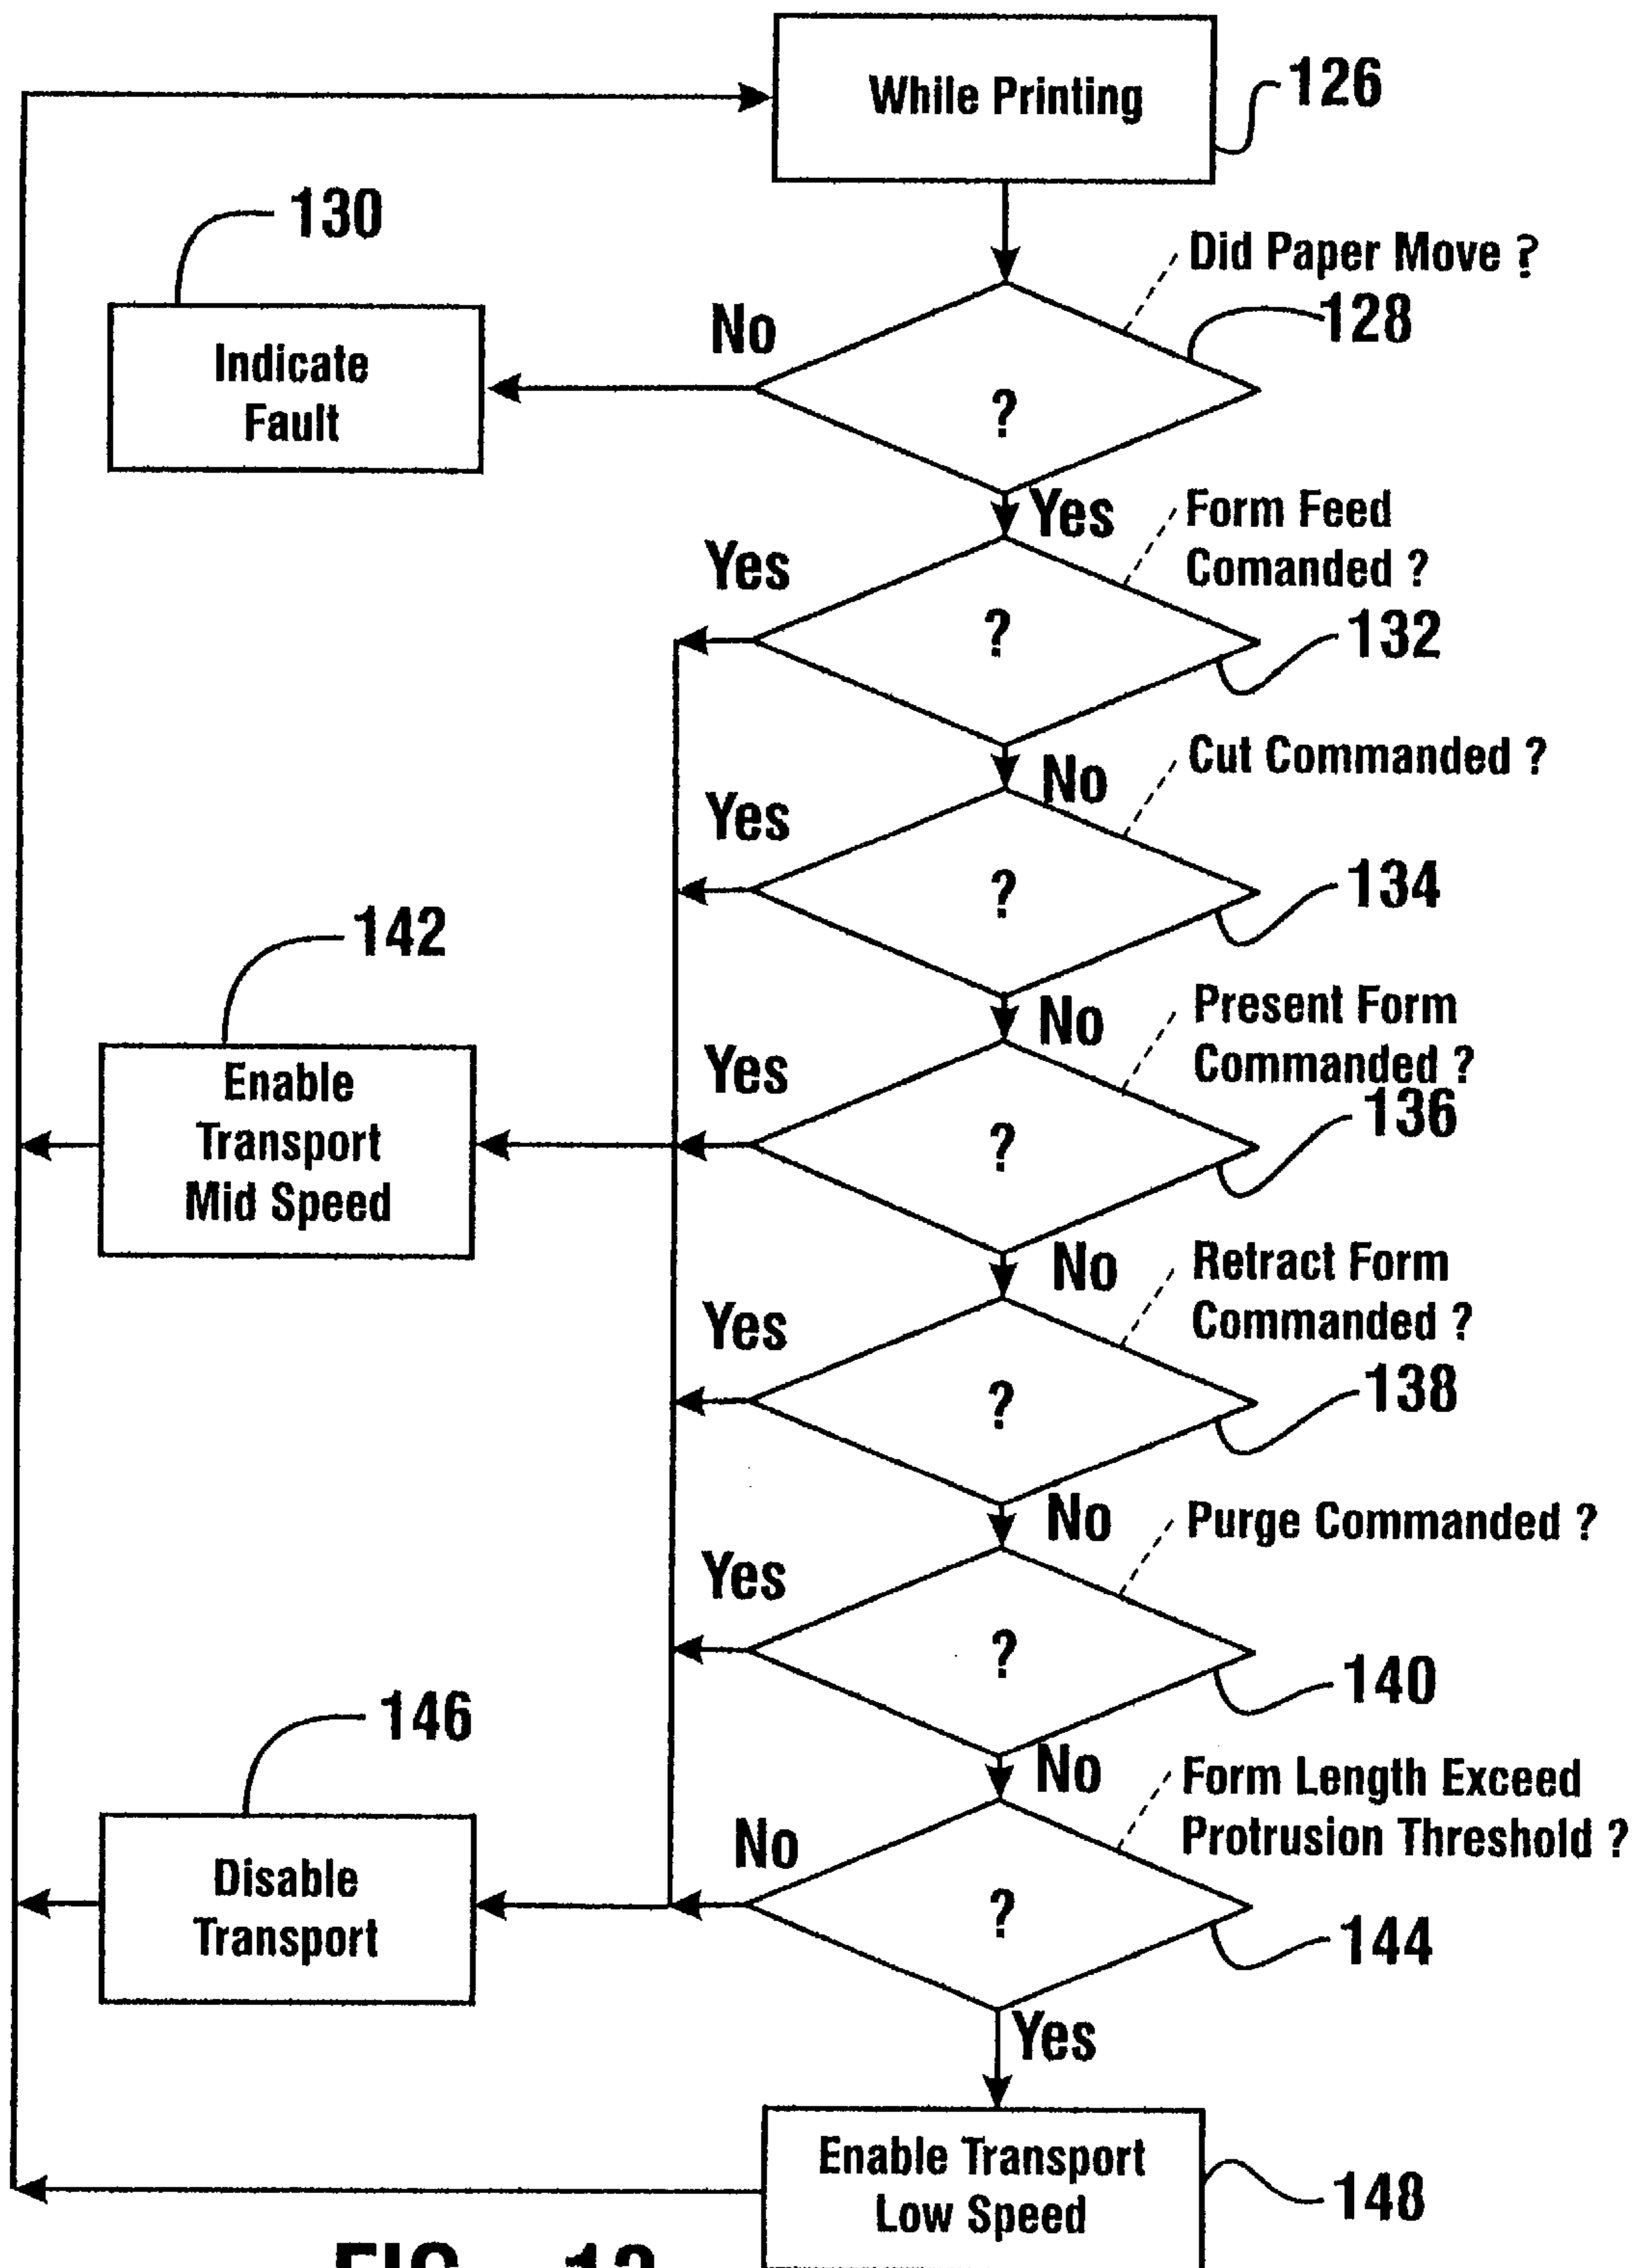 While Printing
126
130
Did Paper Move ?
128
No
Indicate
Fault
?
Yes
Form Feed
Comanded ?
Yes
?
132
Cut Commanded ?
No
Yes
?
134
142
Present Form
No
Commanded ?
Yes
136
Enable
Transport
Mid Speed
?
Retract Form
No
Commanded ?
Yes
138
?
No
Purge Commanded ?
Yes
?
140
146
No
Form Length Exceed
Protrusion Threshold ?
No
Disable
Transport
?
144
Yes
Enable Transport
Low Speed
148